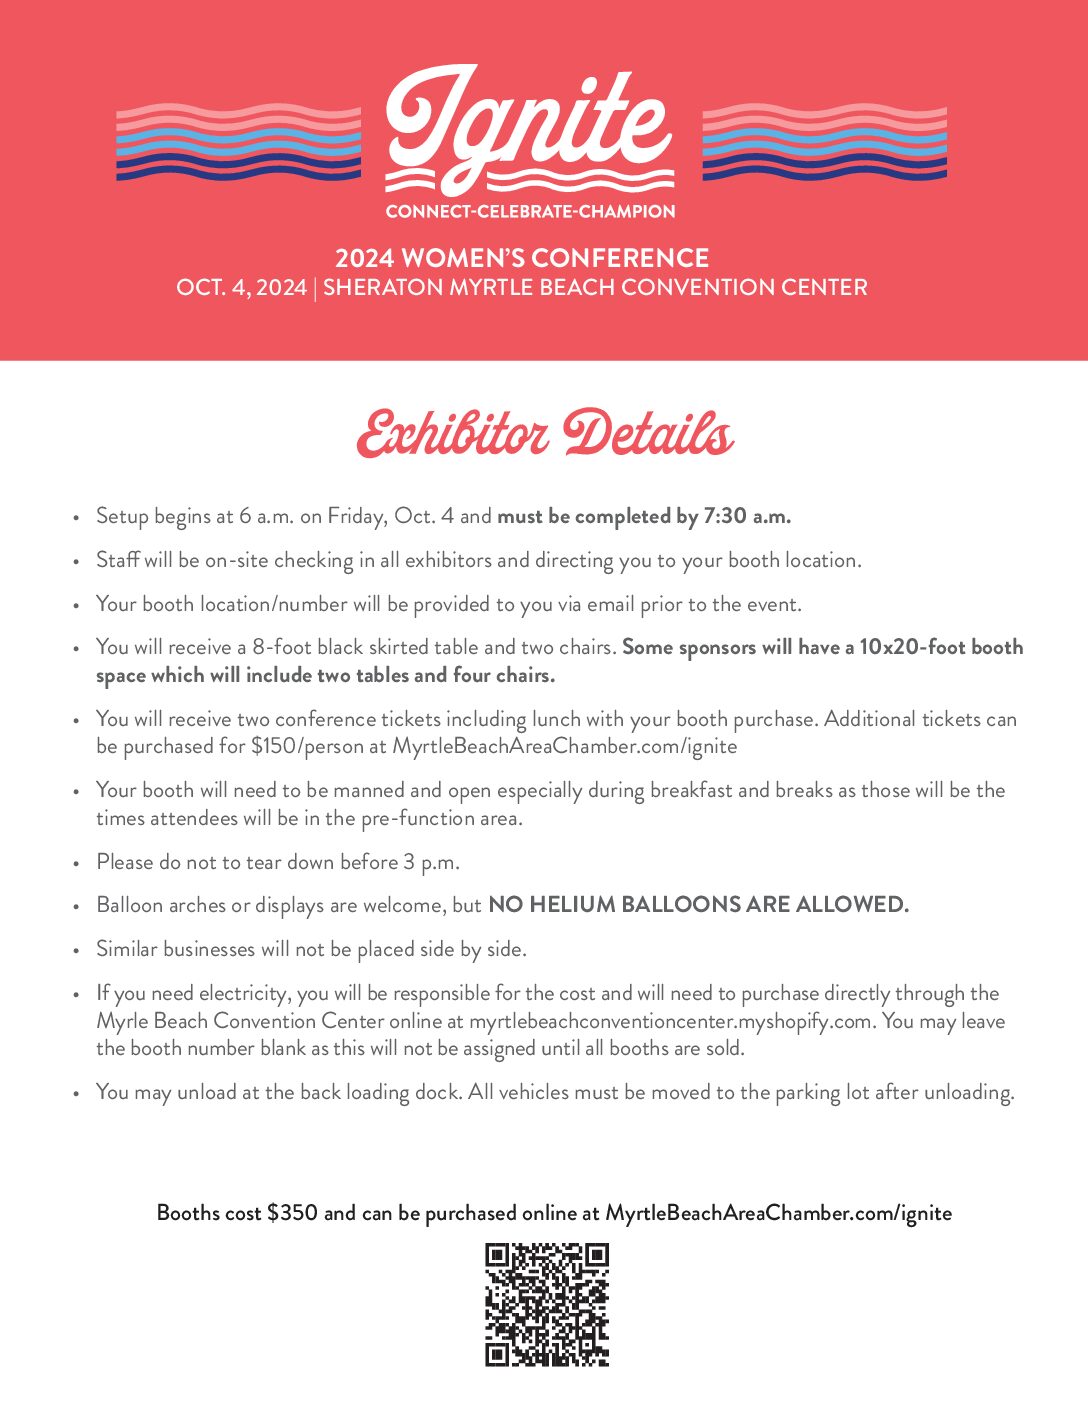 Ignite
CONNECT-CELEBRATE-CHAMPION
2024 WOMEN'S CONFERENCE
OCT. 4, 2024 | SHERATON MYRTLE BEACH CONVENTION CENTER
Exhibitor Details
• Setup begins at 6 a.m. on Friday, Oct. 4 and must be completed by 7:30 a.m.
• Staff will be on-site checking in all exhibitors and directing you to your booth location.
• Your booth location/number will be provided to you via email prior to the event.
• You will receive a 8-foot black skirted table and two chairs. Some sponsors will have a 10x20-foot booth
space which will include two tables and four chairs.
• You will receive two conference tickets including lunch with your booth purchase. Additional tickets can
be purchased for $150/person at MyrtleBeachAreaChamber.com/ignite
• Your booth will need to be manned and open especially during breakfast and breaks as those will be the
times attendees will be in the pre-function area.
• Please do not to tear down before 3 p.m.
• Balloon arches or displays are welcome, but NO HELIUM BALLOONS ARE ALLOWED.
• Similar businesses will not be placed side by side.
• If you need electricity, you will be responsible for the cost and will need to purchase directly through the
Myrle Beach Convention Center online at myrtlebeachconventioncenter.myshopify.com. You may leave
the booth number blank as this will not be assigned until all booths are sold.
• You may unload at the back loading dock. All vehicles must be moved to the parking lot after unloading.
Booths cost $350 and can be purchased online at MyrtleBeachAreaChamber.com/ignite